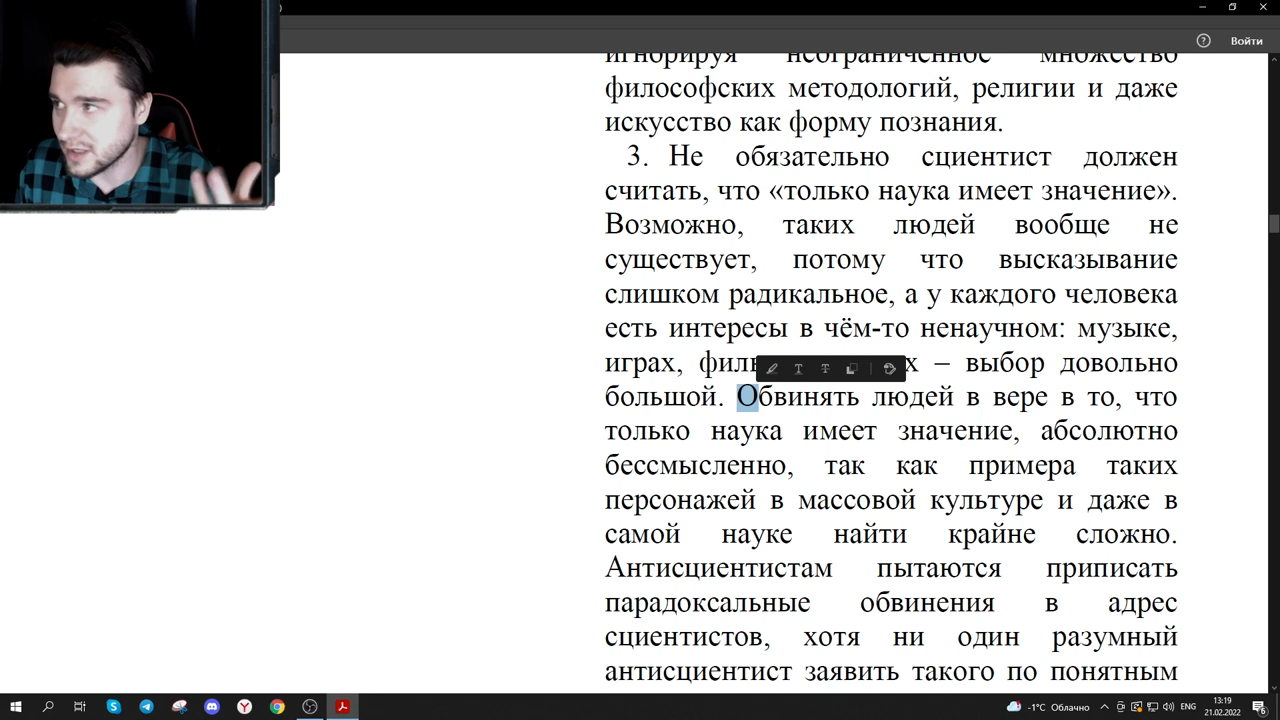 Войти
игнорируя неограниченное множество
философских методологий, религии и даже
искусство как форму познания.
3. Не обязательно сциентист должен
считать, что «только наука имеет значение».
Возможно, таких людей вообще не
существует, потому что высказывание
слишком радикальное, а у каждого человека
есть интересы в чём-то ненаучном: музыке,
играх, – выбор довольно
большой. Обвинять людей в вере в то, что
только наука имеет значение, абсолютно
бессмысленно, так как примера таких
персонажей в массовой культуре и даже в
самой науке найти крайне сложно.
Антисциентистам пытаются приписать
парадоксальные обвинения в адрес
сциентистов, хотя ни один разумный
антисциентист заявить такого по понятным
-1°C Облачно ENG 13:19
21.02.2022